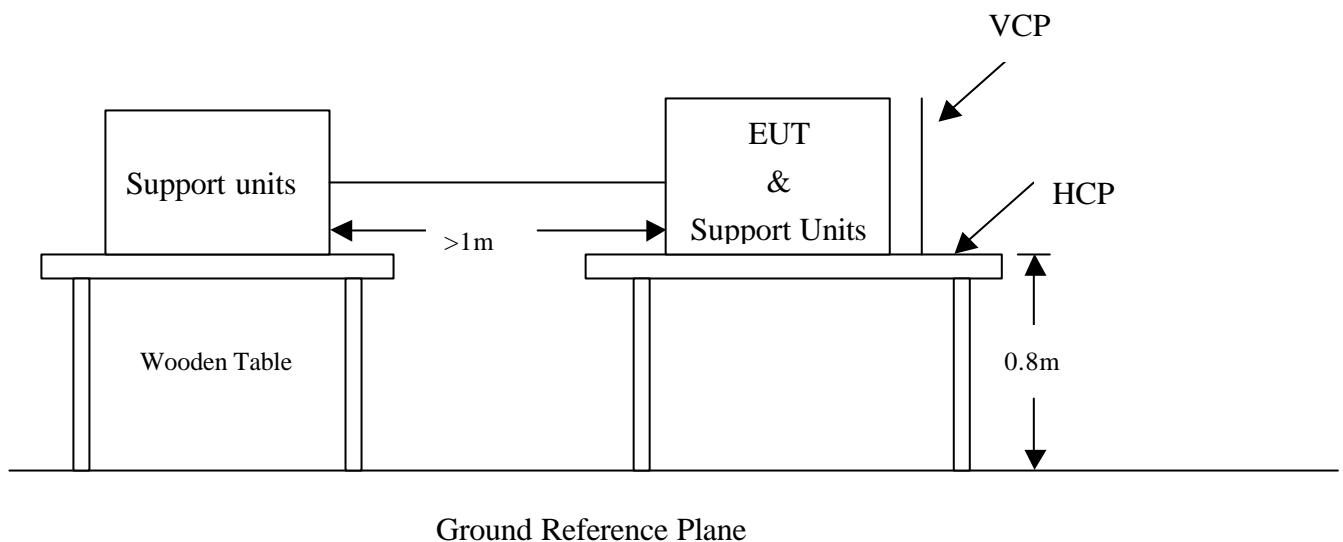 VCP
EUT
&
Support Units
Support units
HCP
>1m
Wooden Table
0.8m
Ground Reference Plane